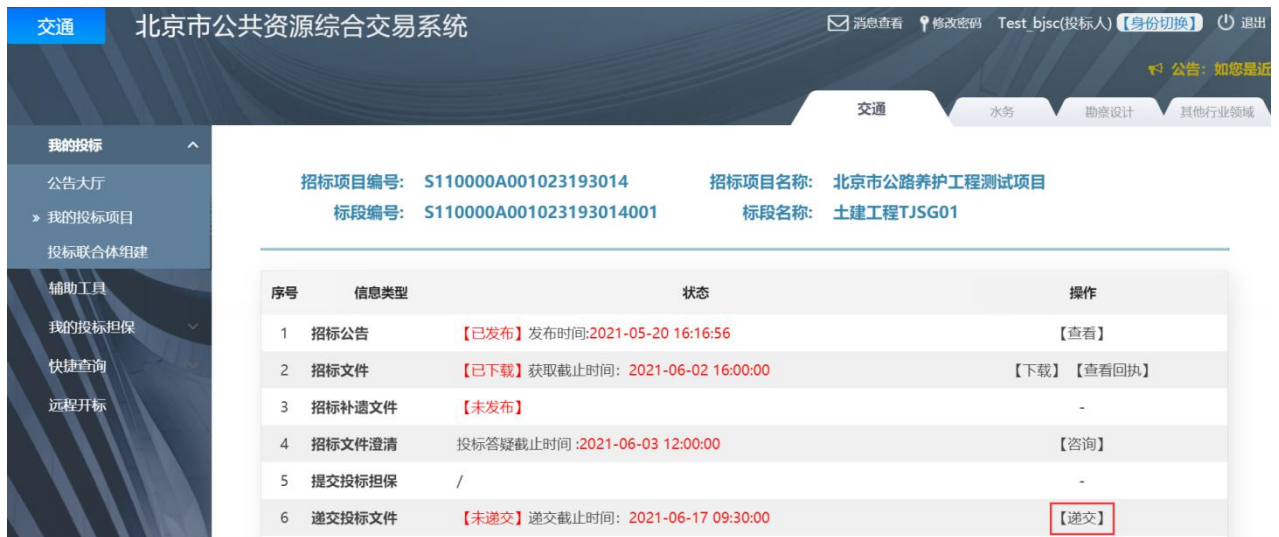 交通 北京市公共资源综合交易系统 消息查看 修改密码 Test_bjsc(投标人) 【身份切换】 退出
公告：如您是近
交通 水务 勘察设计 其他行业领域
我的投标
公告大厅
» 我的投标项目
投标联合体组建
辅助工具
我的投标担保
快捷查询
远程开标
招标项目编号: S110000A001023193014 招标项目名称: 北京市公路养护工程测试项目
标段编号: S110000A001023193014001 标段名称: 土建工程TJSG01
序号 信息类型 状态 操作
1 招标公告 【已发布】发布时间:2021-05-20 16:16:56 【查看】
2 招标文件 【已下载】获取截止时间：2021-06-02 16:00:00 【下载】 【查看回执】
3 招标补遗文件 【未发布】 -
4 招标文件澄清 投标答疑截止时间 :2021-06-03 12:00:00 【咨询】
5 提交投标担保 / -
6 递交投标文件 【未递交】递交截止时间：2021-06-17 09:30:00 【递交】